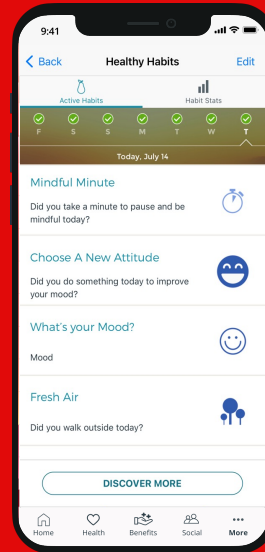 9:41
Back Healthy Habits Edit
Active Habits Habit Stats
F S S M T W T
Today, July 14
Mindful Minute
Did you take a minute to pause and be
mindful today?
Choose A New Attitude
Did you do something today to improve
your mood?
What's your Mood?
Mood
Fresh Air
Did you walk outside today?
DISCOVER MORE
Home Health Benefits Social More